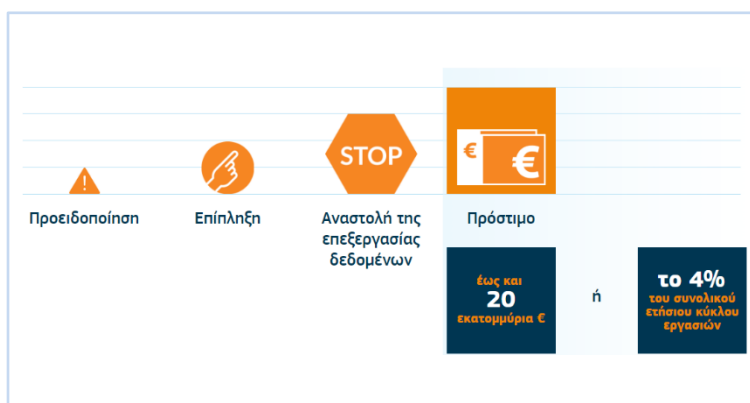 !
STOP
€ €
Προειδοποίηση
Επίπληξη
Αναστολή της
επεξεργασίας
δεδομένων
Πρόστιμο
έως και
20
εκατομμύρια €
ή
το 4%
του συνολικού
ετήσιου κύκλου
εργασιών